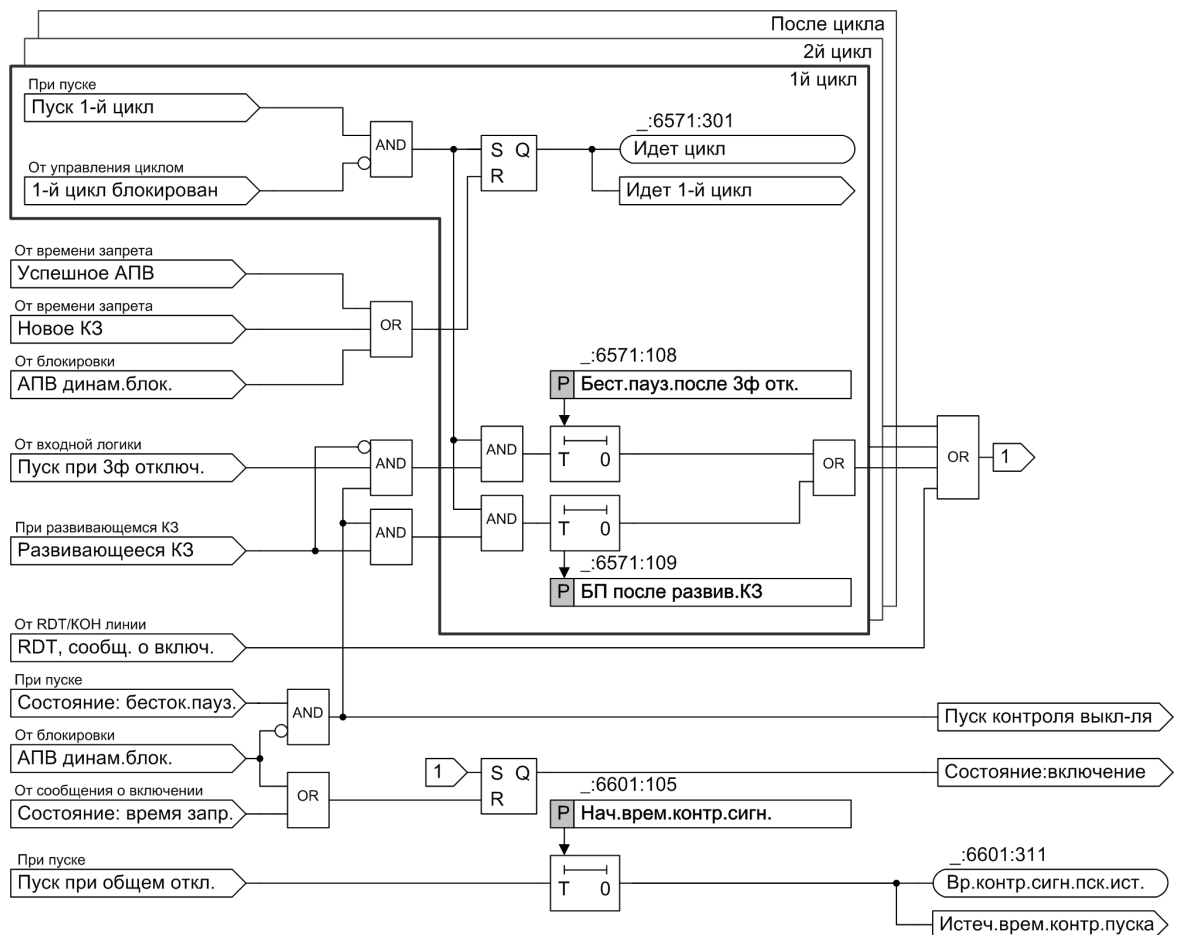 После цикла
2й цикл
1й цикл
При пуске
Пуск 1-й цикл
_:6571:301
AND
S Q
Идет цикл
От управления циклом
R
1-й цикл блокирован
Идет 1-й цикл
От времени запрета
Успешное АПВ
От времени запрета
Новое КЗ
OR
От блокировки
АПВ динам.блок.
_:6571:108
P Бест.пауз.после 3ф отк.
От входной логики
Пуск при 3ф отключ.
AND
AND
T 0
OR
OR
1
При развивающемся КЗ
Развивающееся КЗ
AND
AND
T 0
_:6571:109
P БП после развив.КЗ
От RDT/КОН линии
RDT, сообщ. о включ.
При пуске
Состояние: бесток.пауз.
AND
Пуск контроля выкл-ля
От блокировки
АПВ динам.блок.
1
S Q
R
Состояние:включение
От сообщения о включении
Состояние: время запр.
OR
_:6601:105
P Нач.врем.контр.сигн.
При пуске
Пуск при общем откл.
T 0
_:6601:311
Вр.контр.сигн.пск.ист.
Истеч.врем.контр.пуска